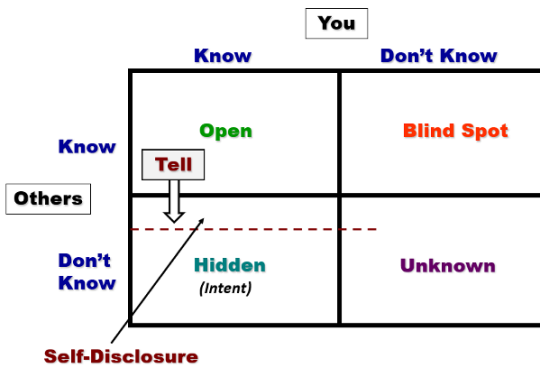 You
Know
Don't Know
Know
Open
Blind Spot
Tell
Others
Don't
Know
Hidden
(Intent)
Unknown
Self-Disclosure